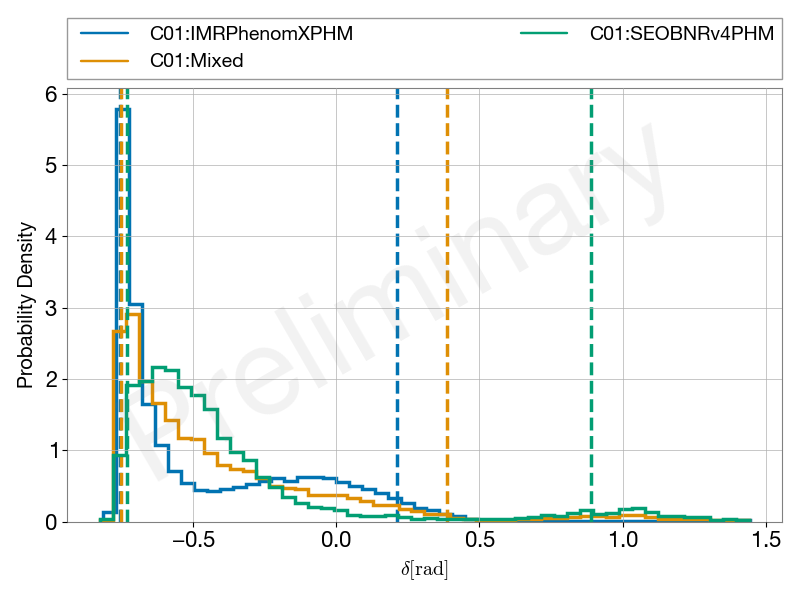 C01:IMRPhenomXPHM
C01:SEOBNRv4PHM
C01:Mixed
6
5
4
3
2
1
0
Probability Density
−0.5
0.0
0.5
1.0
1.5
δ[rad]
Preliminary